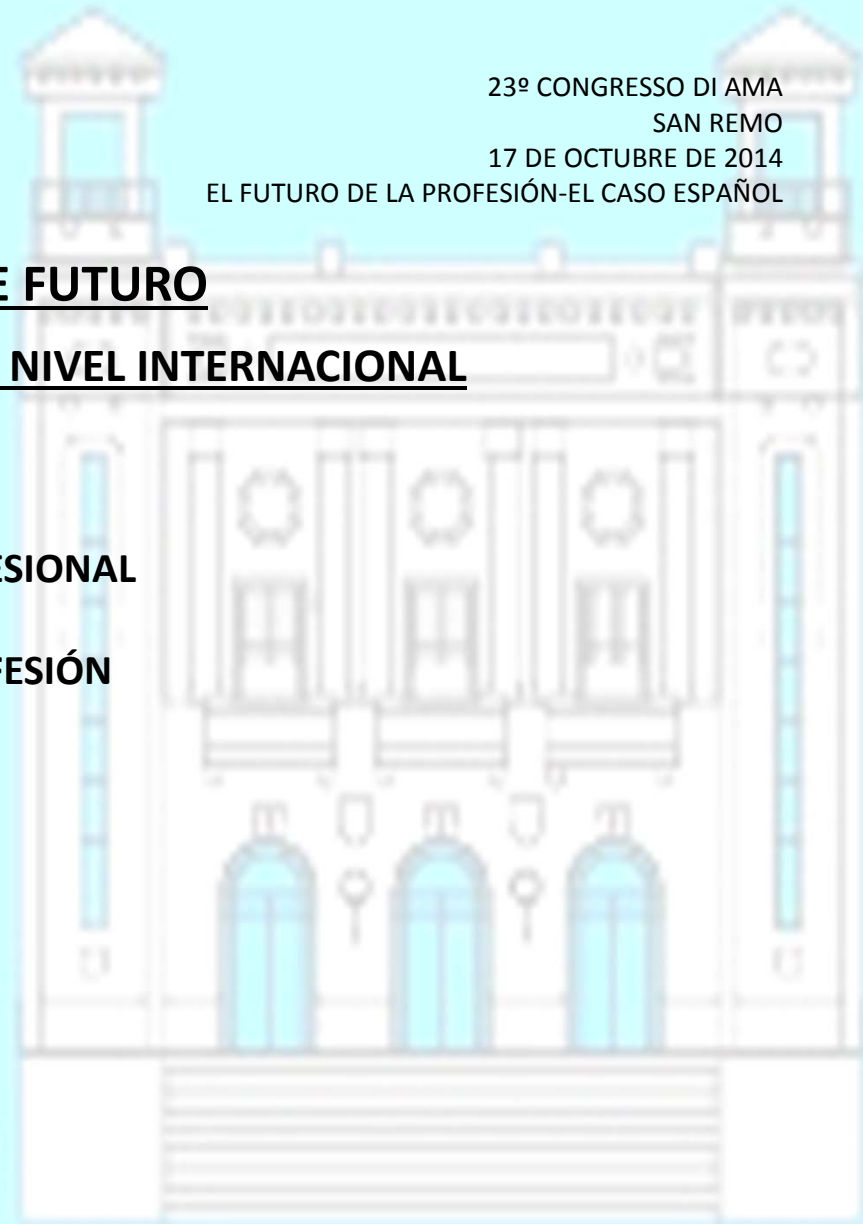 23º CONGRESSO DI AMA
SAN REMO
17 DE OCTUBRE DE 2014
EL FUTURO DE LA PROFESIÓN-EL CASO ESPAÑOL
E FUTURO
NIVEL INTERNACIONAL
ESIONAL
FESIÓN